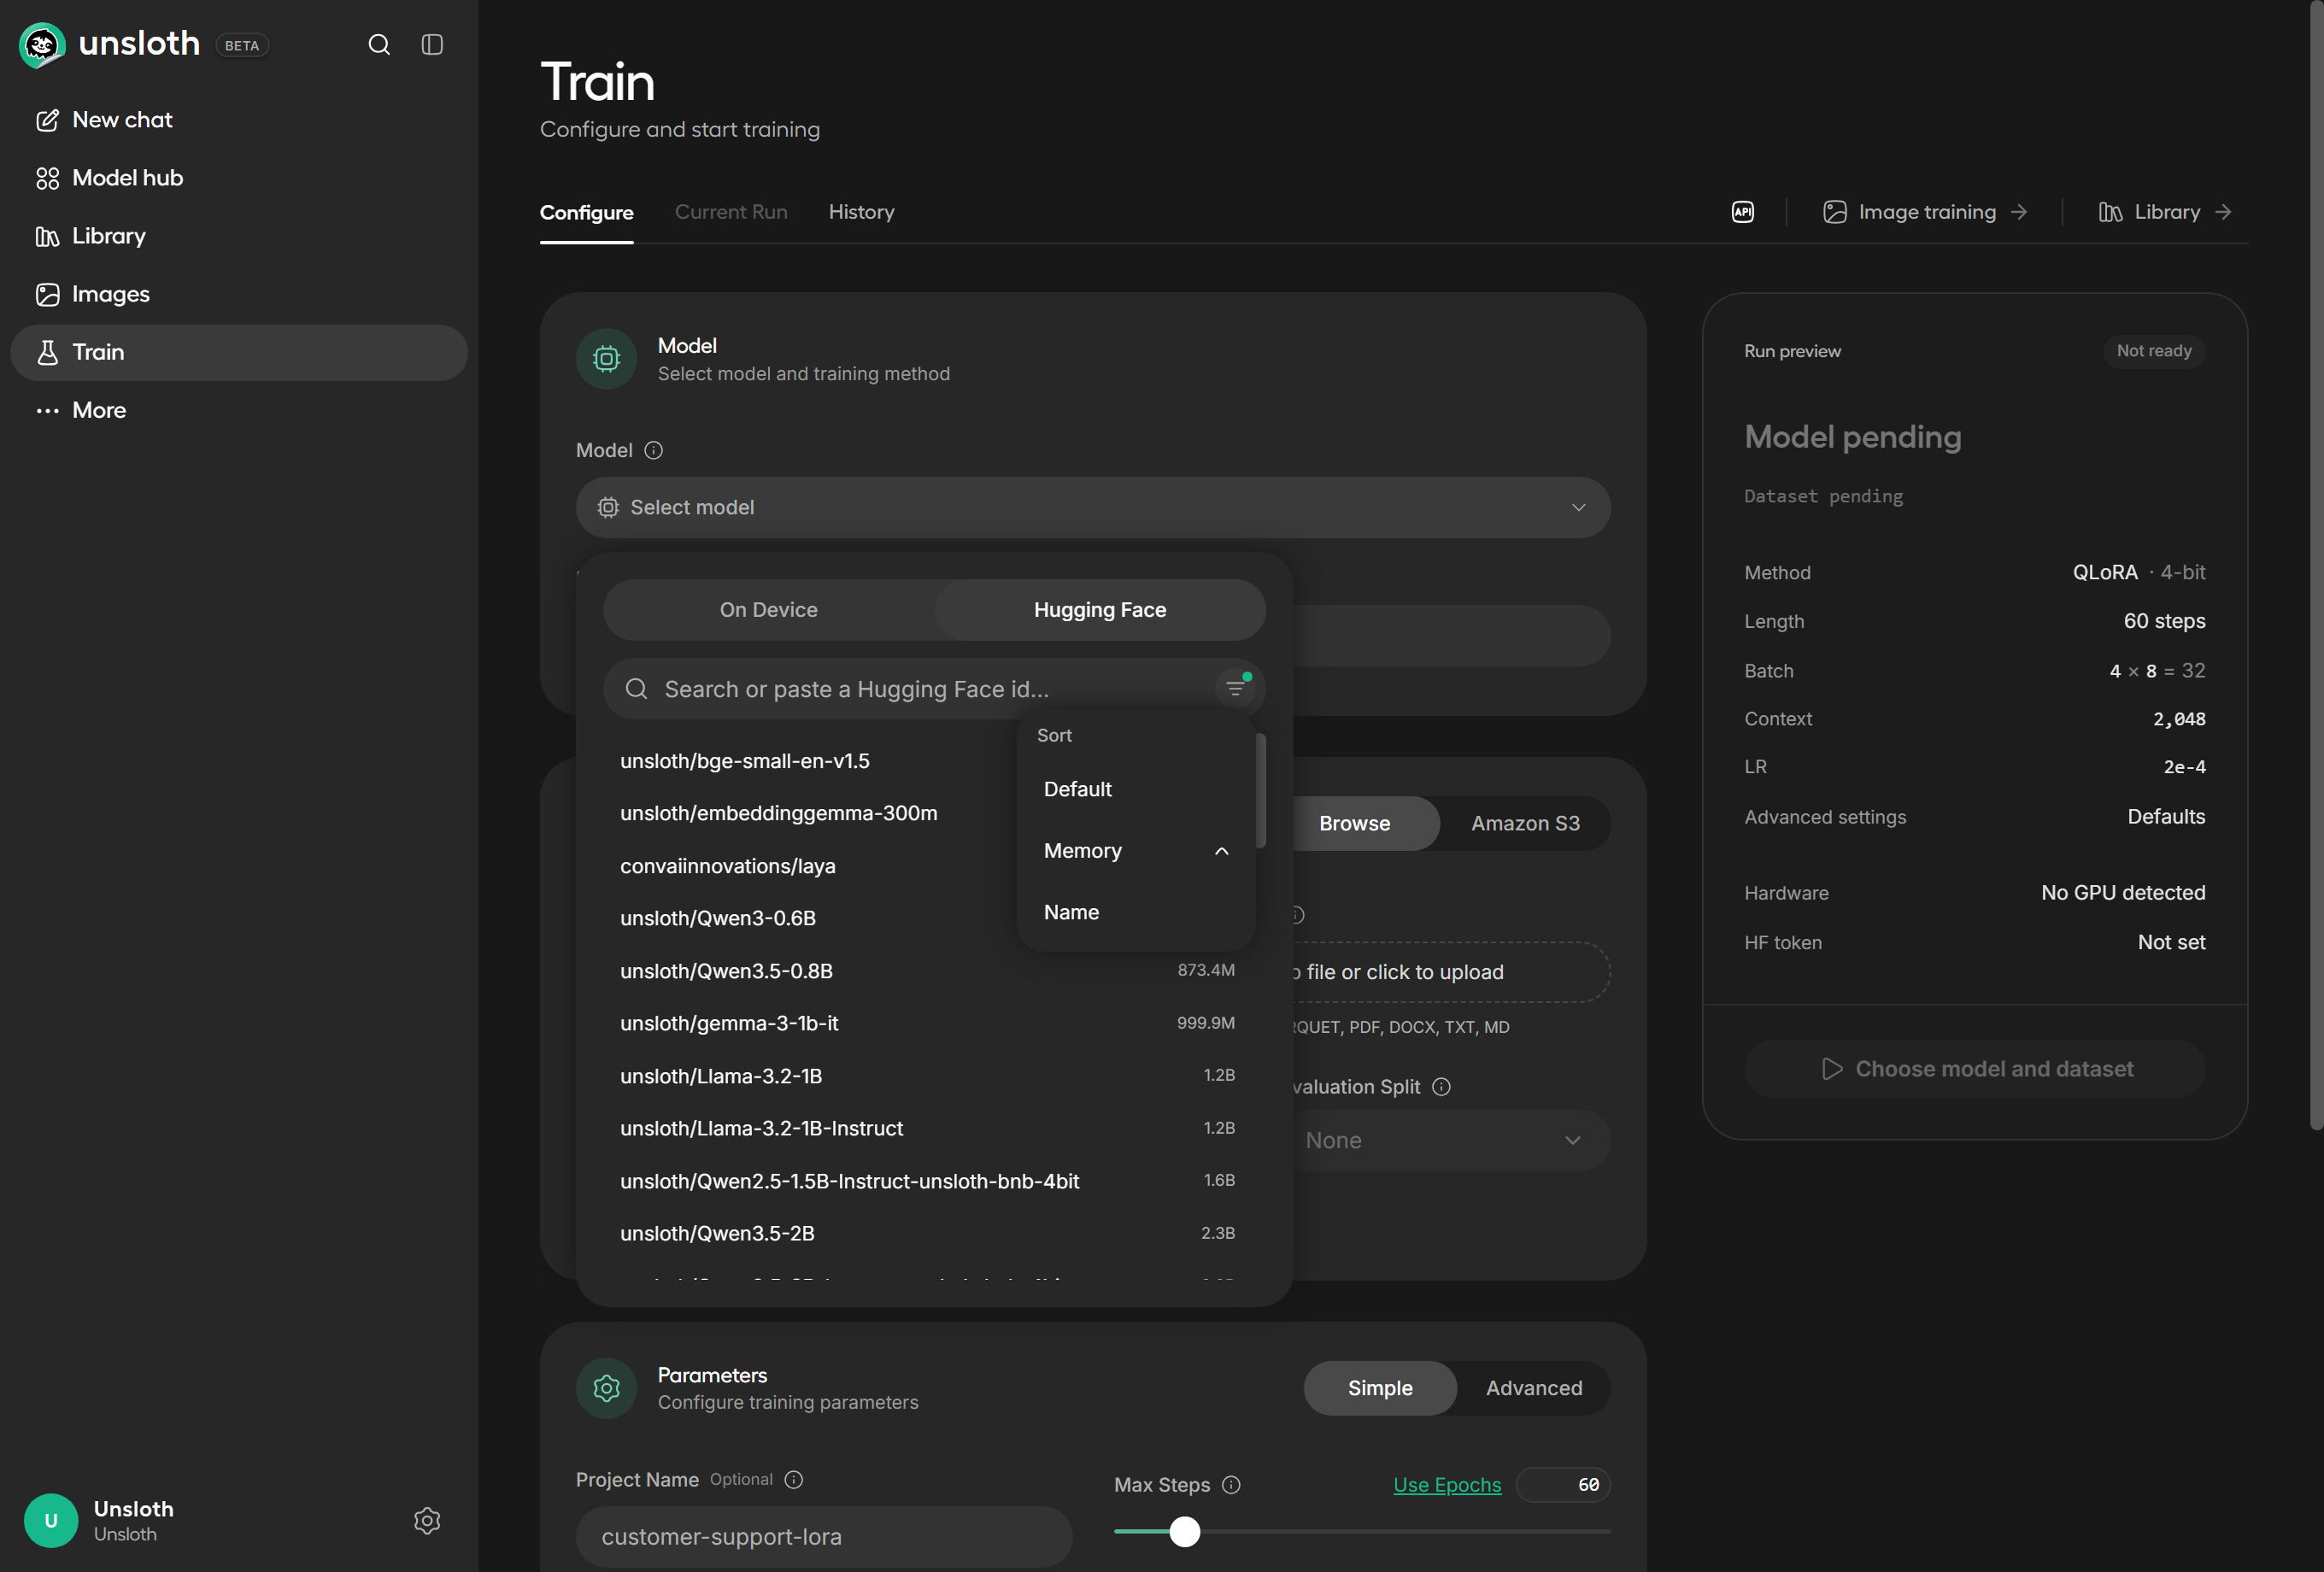 unsloth BETA
New chat
Model hub
Library
Images
Train
More
Unsloth
Unsloth
U
Train
Configure and start training
Configure
Current Run
History
API
Image training
Library
Model
Select model and training method
Model
Select model
On Device
Hugging Face
Search or paste a Hugging Face id...
Sort
Default
Memory
Name
unsloth/bge-small-en-v1.5
unsloth/embeddinggemma-300m
convaiinnovations/laya
unsloth/Qwen3-0.6B
unsloth/Qwen3.5-0.8B 873.4M
unsloth/gemma-3-1b-it 999.9M
unsloth/Llama-3.2-1B 1.2B
unsloth/Llama-3.2-1B-Instruct 1.2B
unsloth/Qwen2.5-1.5B-Instruct-unsloth-bnb-4bit 1.6B
unsloth/Qwen3.5-2B 2.3B
Browse
Amazon S3
file or click to upload
PDF, DOCX, TXT, MD
Split
None
Parameters
Configure training parameters
Simple
Advanced
Project Name Optional
customer-support-lora
Max Steps
Use Epochs
60
Run preview
Not ready
Model pending
Dataset pending
Method QLoRA · 4-bit
Length 60 steps
Batch 4 × 8 = 32
Context 2,048
LR 2e-4
Advanced settings Defaults
Hardware No GPU detected
HF token Not set
Choose model and dataset